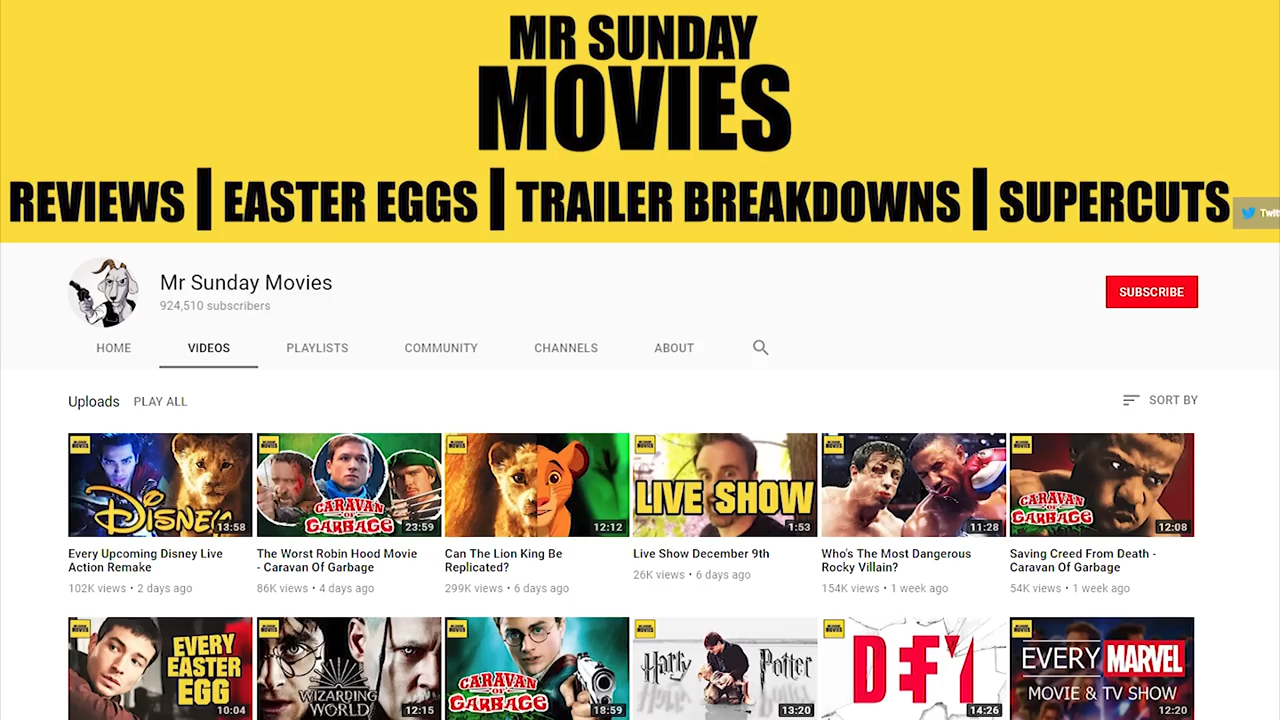 MR SUNDAY
MOVIES
REVIEWS | EASTER EGGS | TRAILER BREAKDOWNS | SUPERCUTS
Mr Sunday Movies
924,510 subscribers
SUBSCRIBE
HOME VIDEOS PLAYLISTS COMMUNITY CHANNELS ABOUT
Uploads PLAY ALL SORT BY
DISNEY 13:58
CARAVAN OF GARBAGE 23:59
12:12
LIVE SHOW 1:53
11:28
CARAVAN OF GARBAGE 12:08
Every Upcoming Disney Live
Action Remake
102K views • 2 days ago
The Worst Robin Hood Movie
- Caravan Of Garbage
86K views • 4 days ago
Can The Lion King Be
Replicated?
299K views • 6 days ago
Live Show December 9th
26K views • 6 days ago
Who's The Most Dangerous
Rocky Villain?
154K views • 1 week ago
Saving Creed From Death -
Caravan Of Garbage
54K views • 1 week ago
EVERY
EASTER
EGG
10:04
WIZARDING
WORLD
12:15
CARAVAN
OF
GARBAGE
18:59
Harry Potter
13:20
DEFY
14:26
EVERY MARVEL
MOVIE & TV SHOW
12:20